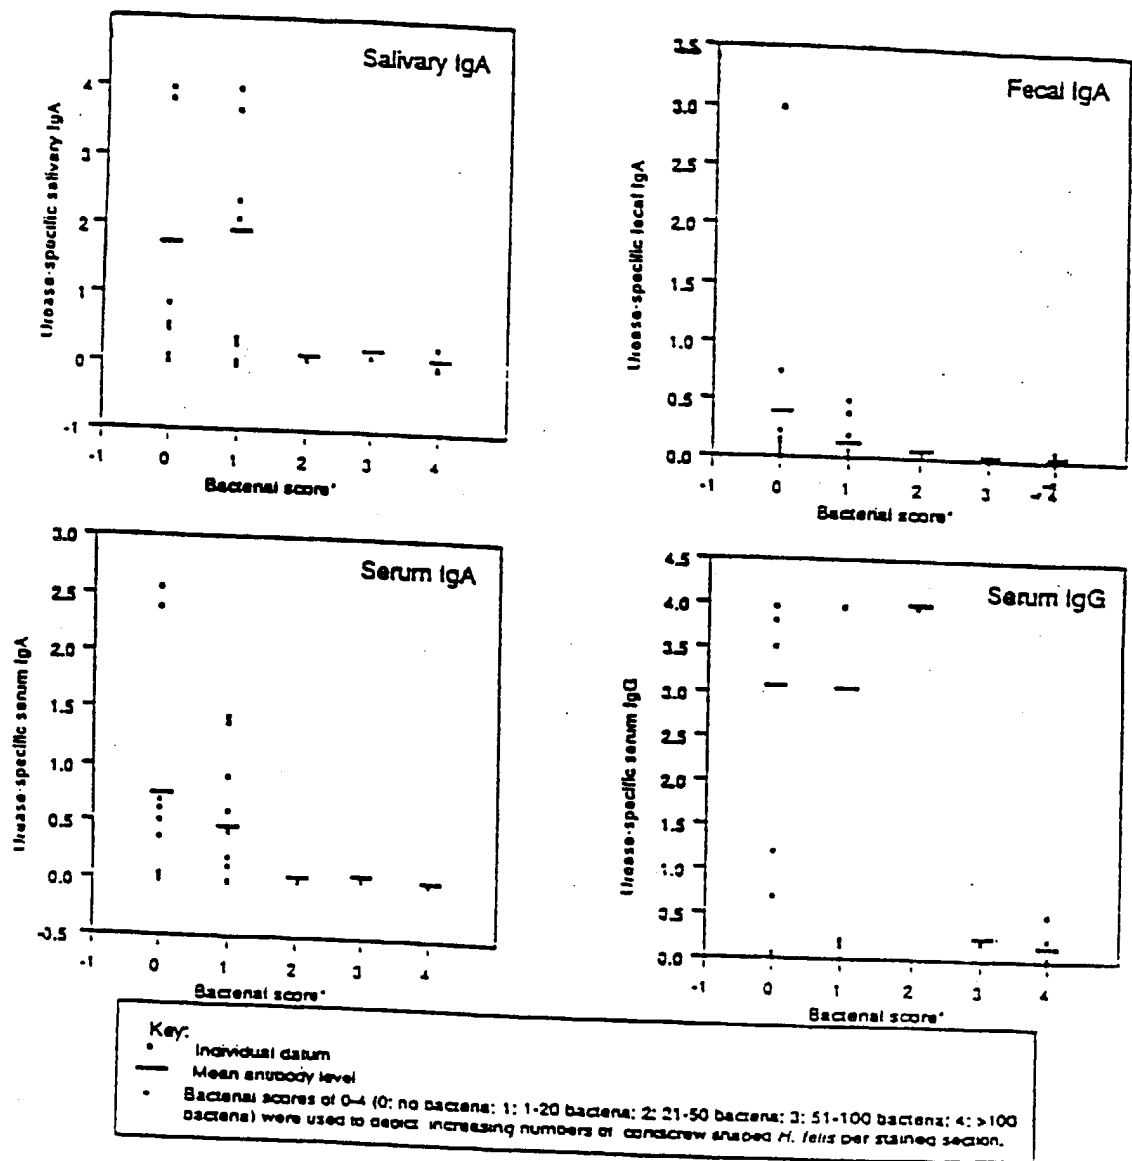 Salivary IgA
4
3
2
1
0
-1
-1 0 1 2 3 4
Urease-specific salivary IgA
Bacterial score*
Fecal IgA
3.5
3.0
2.5
2.0
1.5
1.0
0.5
0.0
-1 0 1 2 3 4
Urease-specific fecal IgA
Bacterial score*
Serum IgA
3.0
2.5
2.0
1.5
1.0
0.5
0.0
-0.5
-1 0 1 2 3 4
Urease-specific serum IgA
Bacterial score*
Serum IgG
4.5
4.0
3.5
3.0
2.5
2.0
1.5
1.0
0.5
0.0
-1 0 1 2 3 4
Urease-specific serum IgG
Bacterial score*
Key:
Individual datum
Mean antibody level
Bacterial scores of 0-4 (0: no bacteria; 1: 1-20 bacteria; 2: 21-50 bacteria; 3: 51-100 bacteria; 4: >100
bacteria) were used to depict increasing numbers of corkscrew shaped H. felis per stained section.